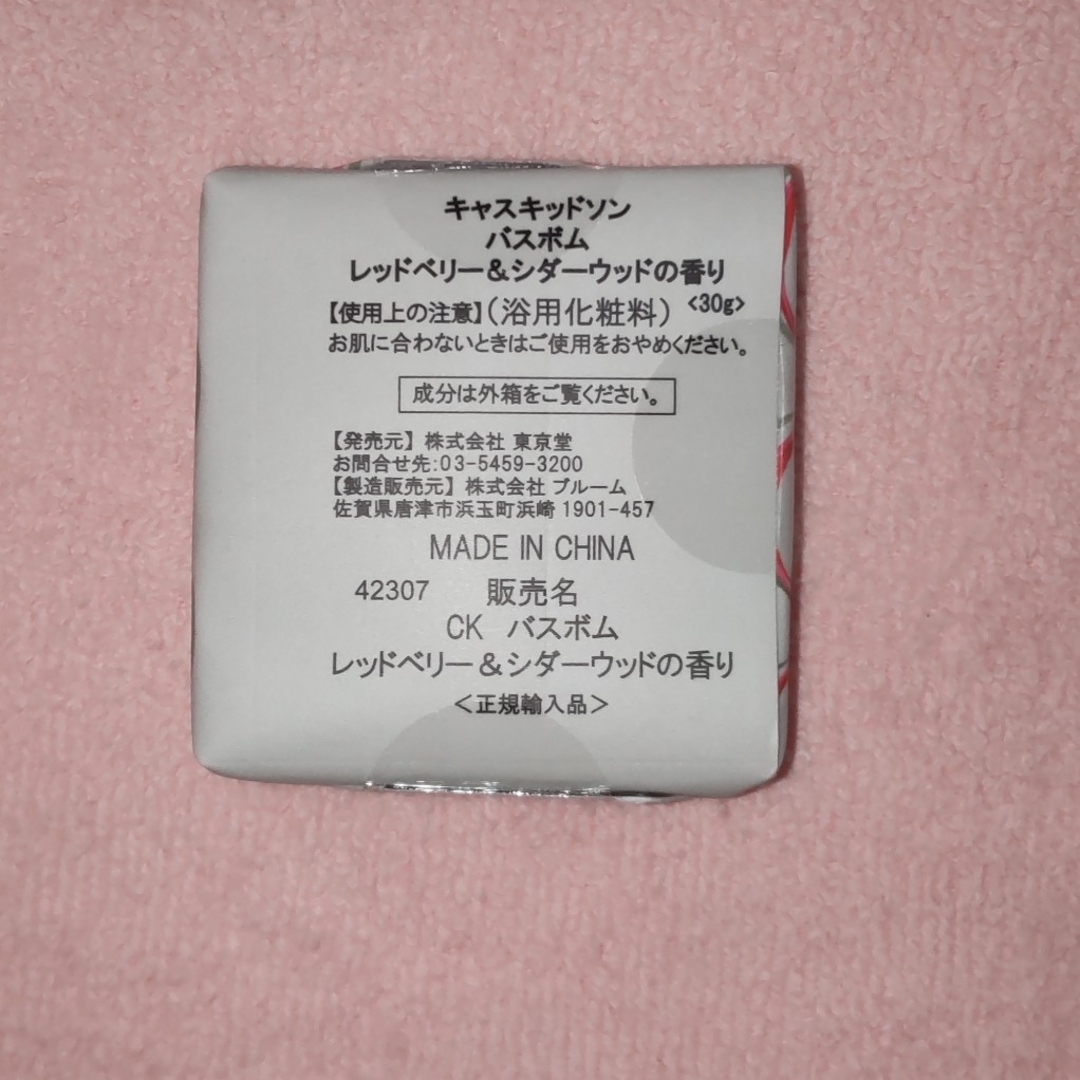 キャスキッドソン
バスボム
レッドベリー&シダーウッドの香り
【使用上の注意】(浴用化粧料) <30g>
お肌に合わないときはご使用をおやめください。
成分は外箱をご覧ください。
【発売元】株式会社 東京堂
お問合せ先:03-5459-3200
【製造販売元】株式会社 ブルーム
佐賀県唐津市浜玉町浜崎 1901-457
MADE IN CHINA
42307 販売名
CK バスボム
レッドベリー&シダーウッドの香り
<正規輸入品>